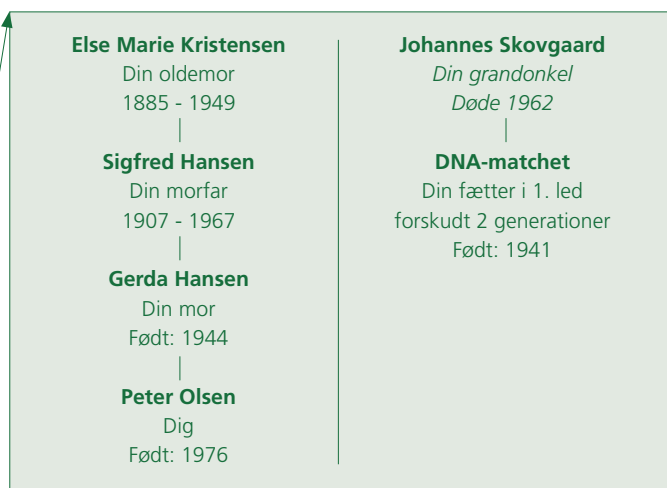 Else Marie Kristensen
Din oldemor
1885 - 1949
Sigfred Hansen
Din morfar
1907 - 1967
Gerda Hansen
Din mor
Født: 1944
Peter Olsen
Dig
Født: 1976
Johannes Skovgaard
Din grandonkel
Døde 1962
DNA-matchet
Din fætter i 1. led
forskudt 2 generationer
Født: 1941